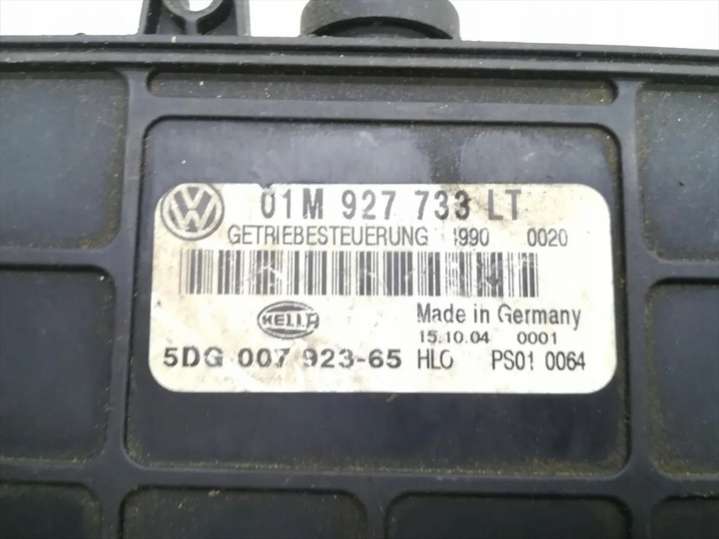 01M 927 733 LT
GETRIEBESTEUERUNG 1990 0020
HELLA
Made in Germany
15.10.04 0001
5DG 007 923-65 HLO PS01 0064